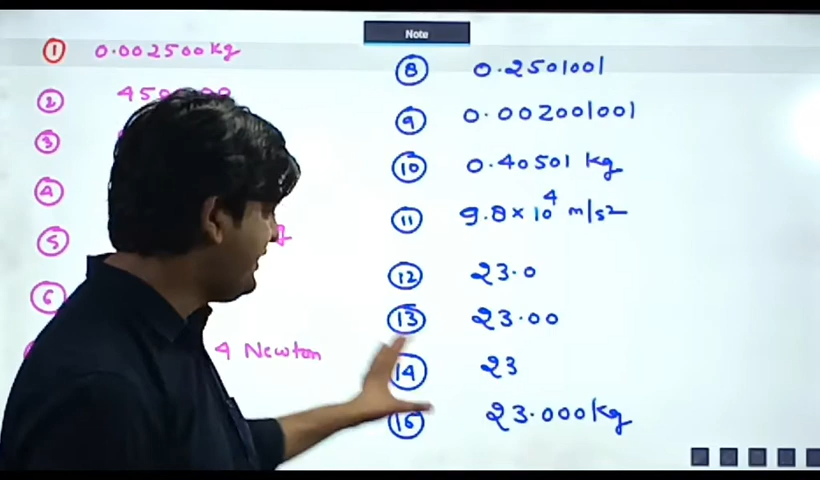 Note
① 0.002500 kg
②
③
④
⑤
⑥
4 Newton
⑧ 0.2501001
⑨ 0.002001001
⑩ 0.40501 kg
⑪ 9.8 × 10⁴ m/s²
⑫ 23.0
⑬ 23.00
⑭ 23
⑮ 23.000 kg